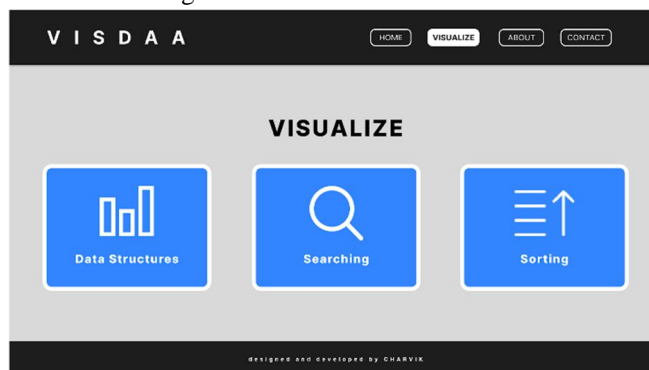 V I S D A A
HOME VISUALIZE ABOUT CONTACT
VISUALIZE
Data Structures Searching Sorting
designed and developed by CHARVIK